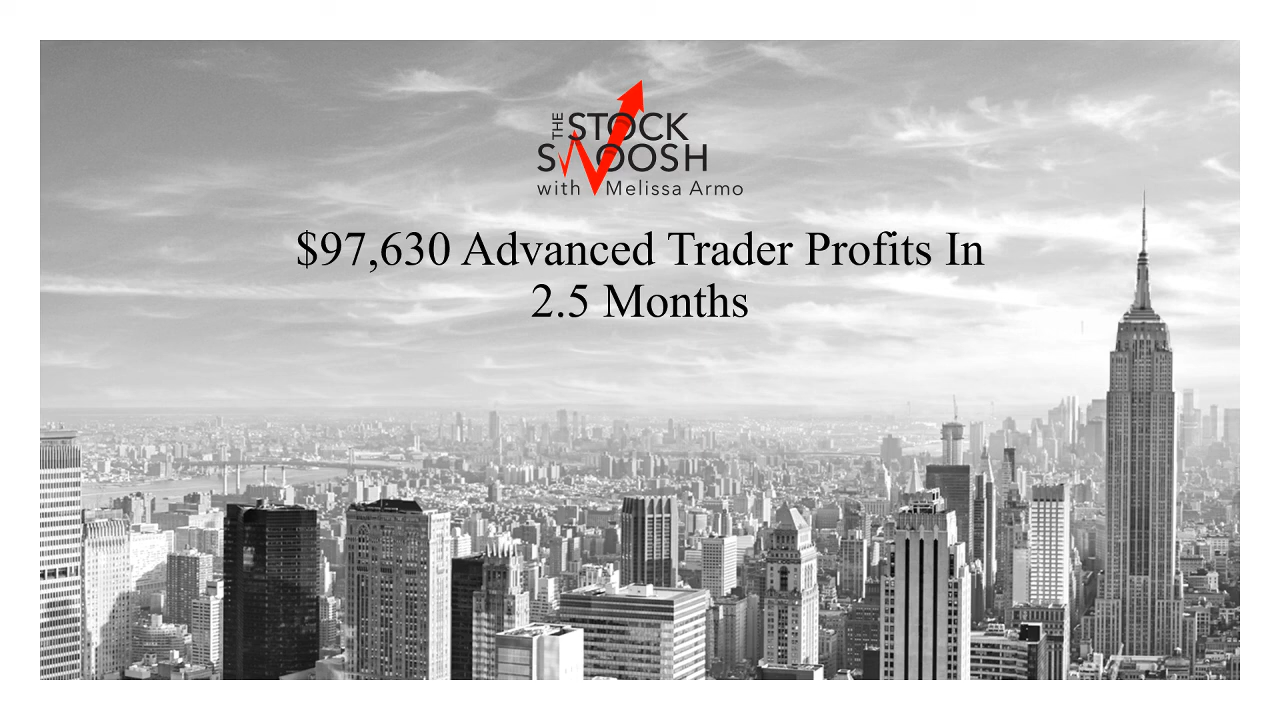 THE STOCK
SWOOSH
with Melissa Armo
$97,630 Advanced Trader Profits In
2.5 Months